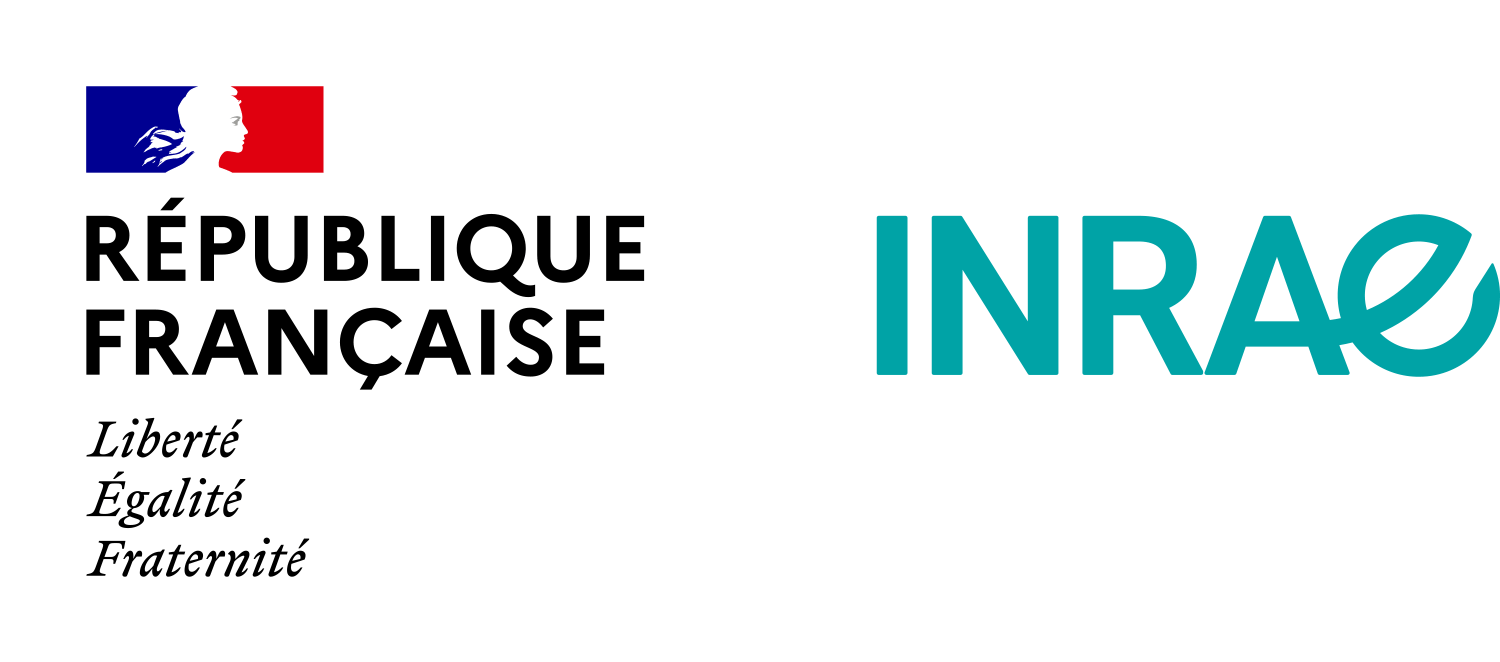 RÉPUBLIQUE
FRANÇAISE
Liberté
Égalité
Fraternité
INRAe